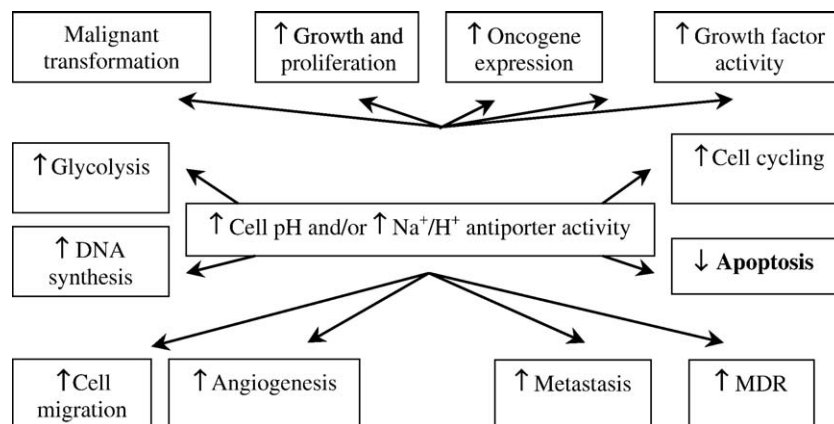 Malignant
transformation
↑ Growth and
proliferation
↑ Oncogene
expression
↑ Growth factor
activity
↑ Glycolysis
↑ Cell cycling
↑ Cell pH and/or ↑ Na⁺/H⁺ antiporter activity
↑ DNA
synthesis
↓ Apoptosis
↑ Cell
migration
↑ Angiogenesis
↑ Metastasis
↑ MDR